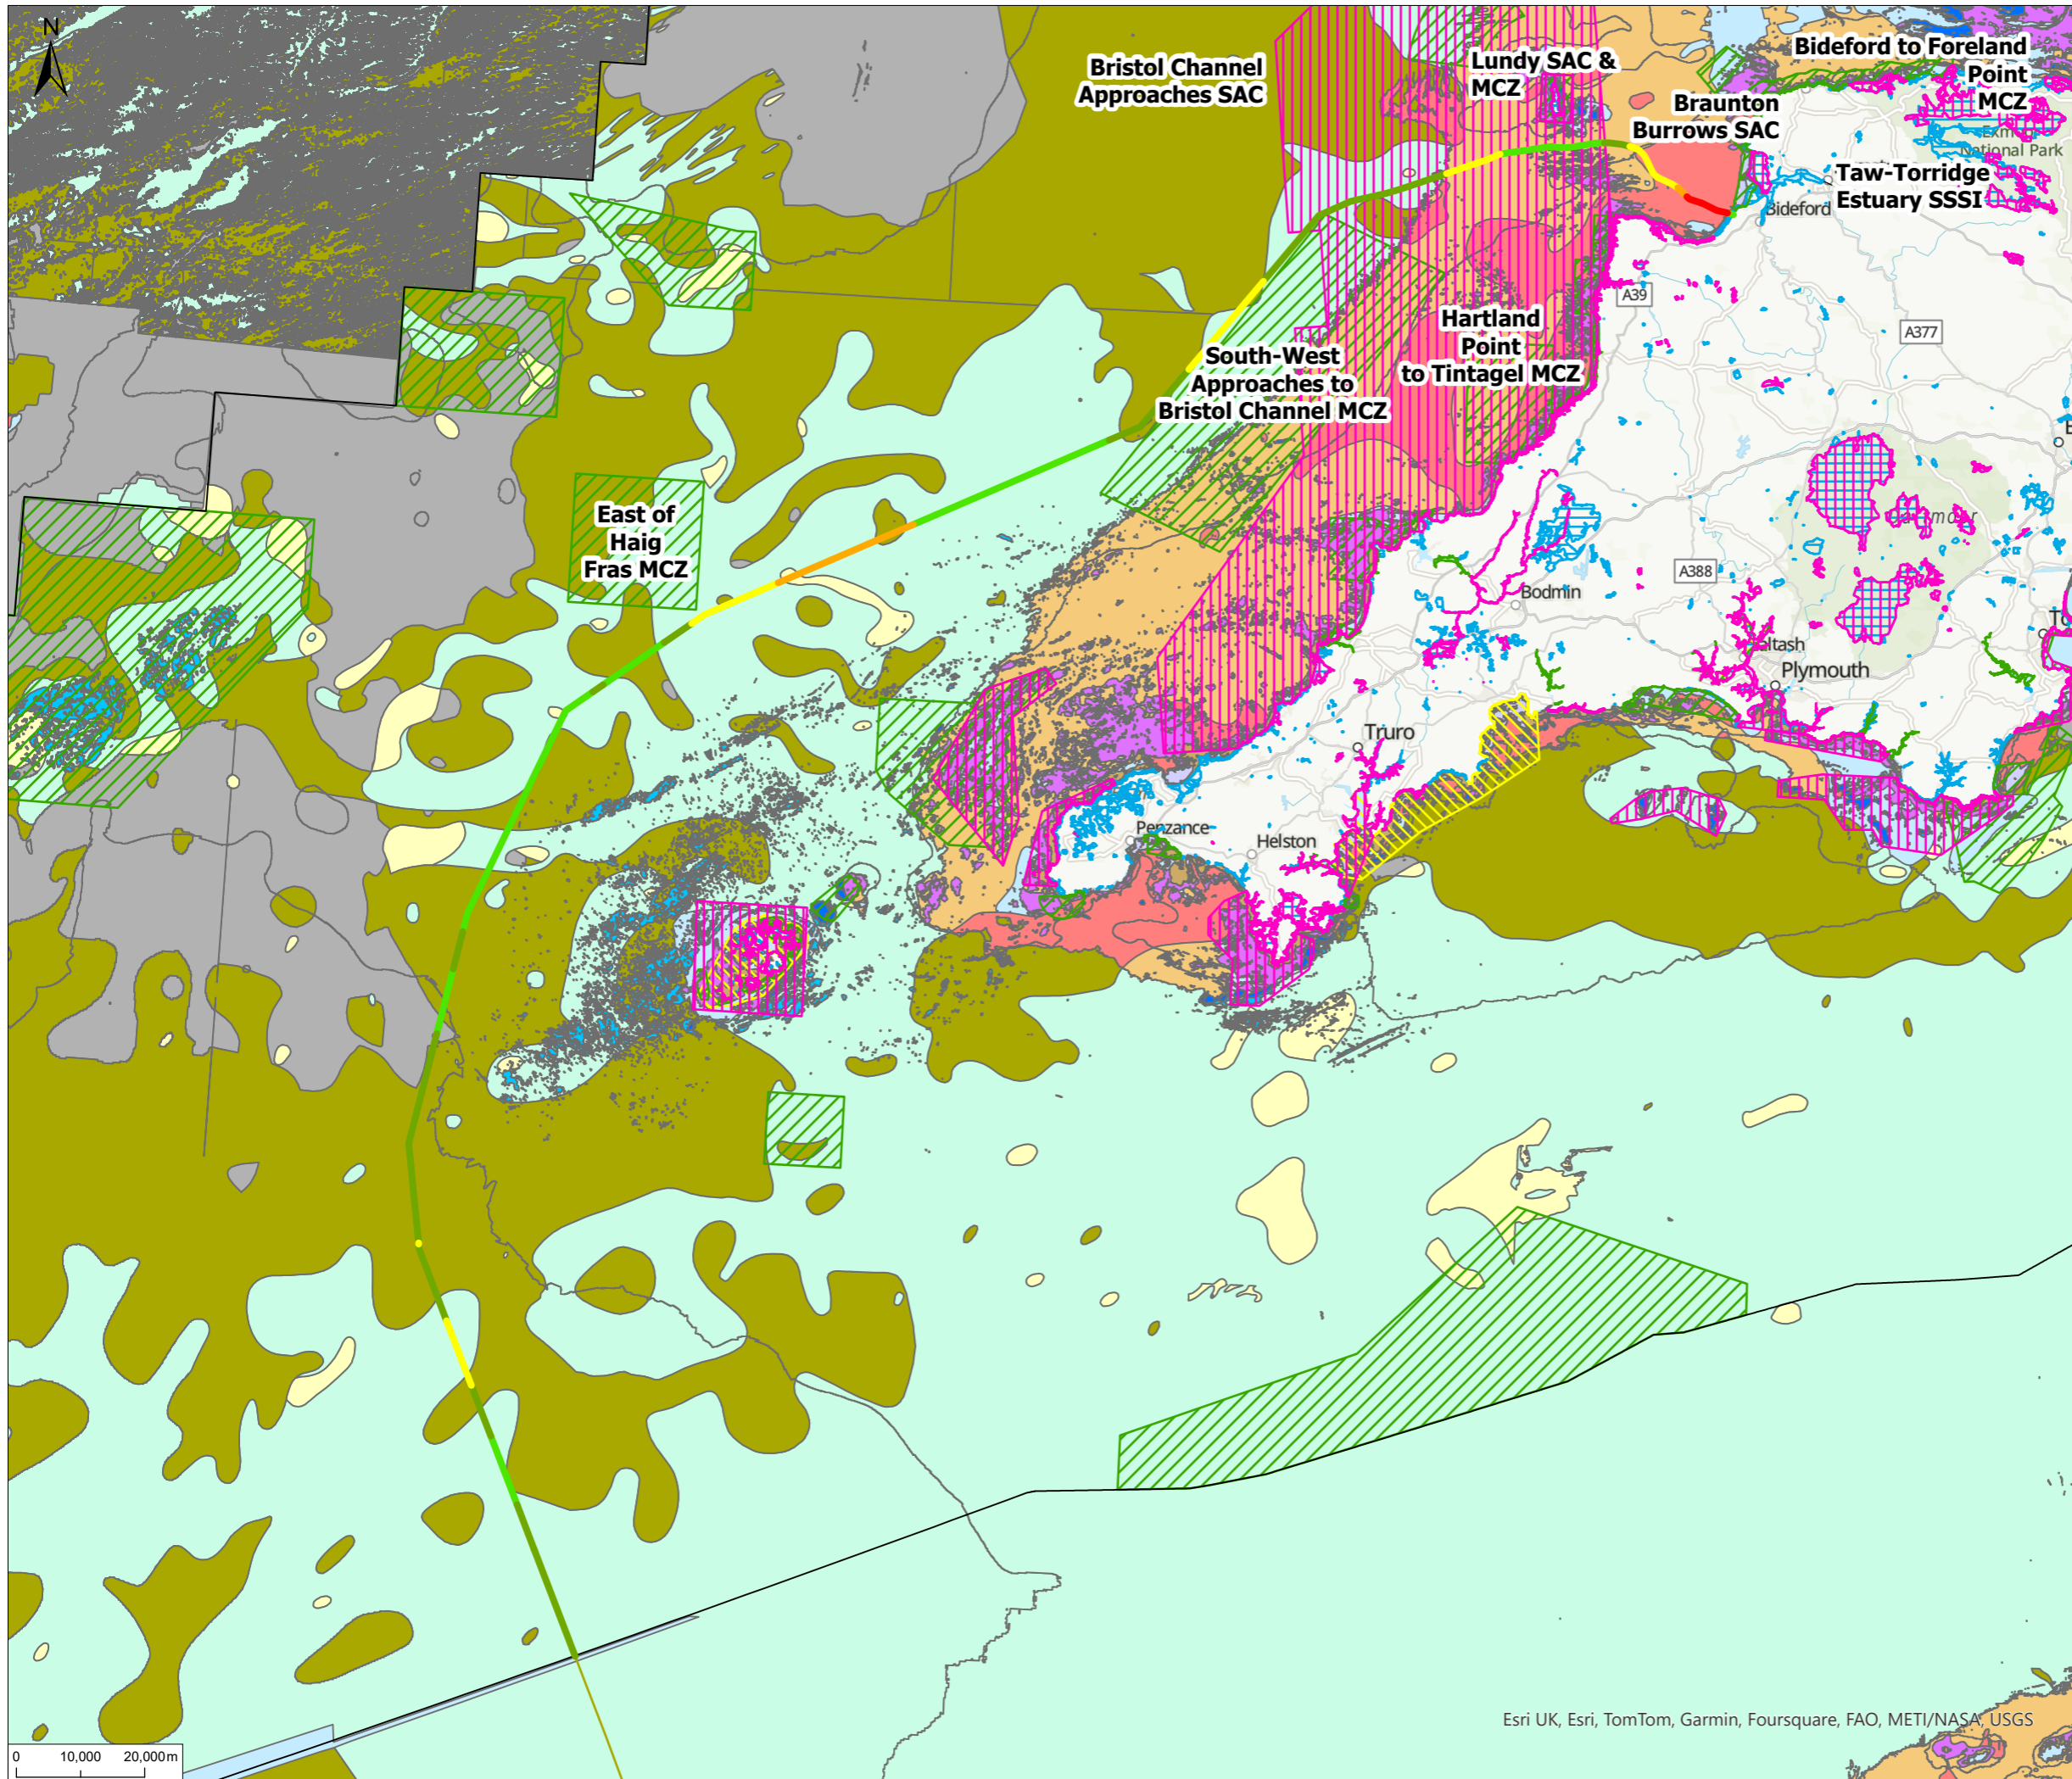 N
Bristol Channel
Approaches SAC
Lundy SAC &
MCZ
Bideford to Foreland
Point
MCZ
Braunton
Burrows SAC
National Park
Taw-Torridge
Estuary SSSI
Bideford
A39
A377
Hartland
Point
to Tintagel MCZ
South-West
Approaches to
Bristol Channel MCZ
East of
Haig
Fras MCZ
A388
Bodmin
Plymouth
Truro
Penzance
Helston
Esri UK, Esri, TomTom, Garmin, Foursquare, FAO, METI/NASA, USGS
0 10,000 20,000 m